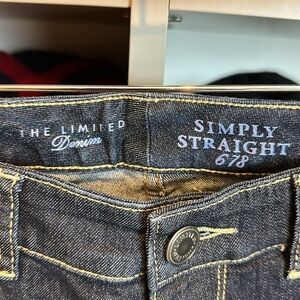 THE LIMITED
Denim
SIMPLY
STRAIGHT
678